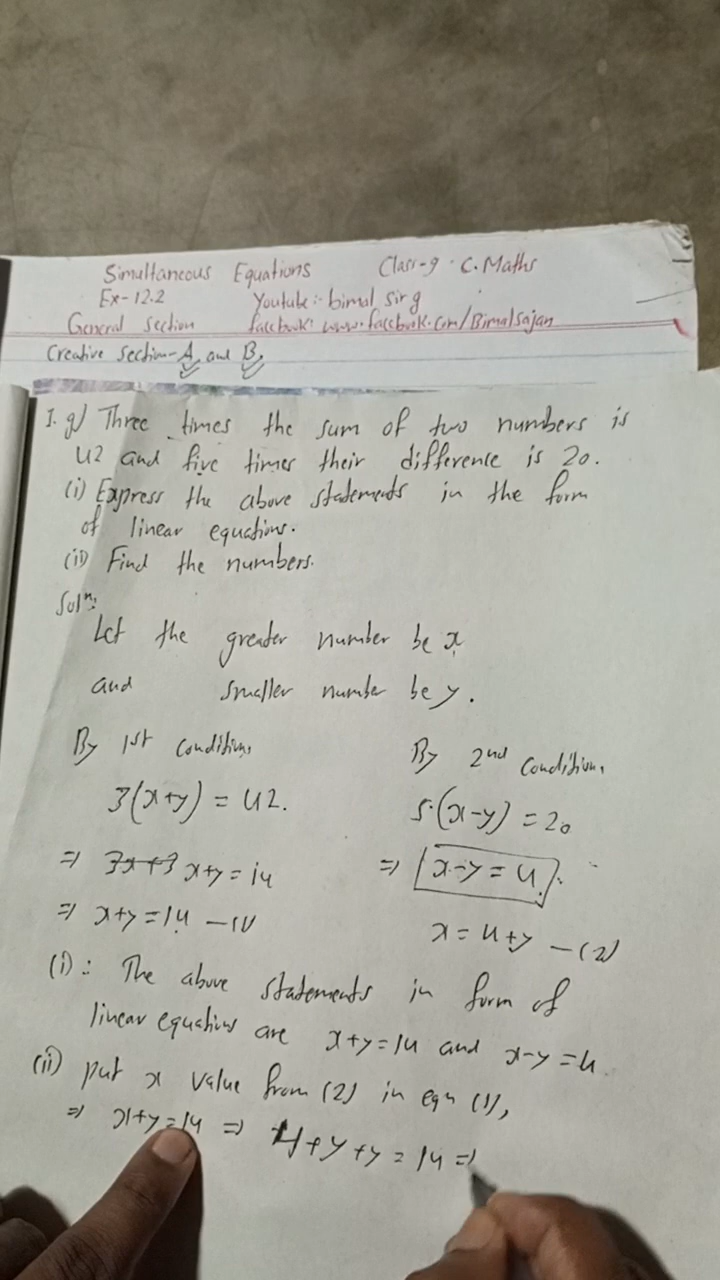 Simultaneous Equations Class-9 C. Maths
Ex-12.2 Youtube:- bimal sir g
General section facebook: www.facebook.com/Bimalsajan
Creative section-A and B,
1. g) Three times the sum of two numbers is
42 and five times their difference is 20.
(i) Express the above statements in the form
of linear equations.
(ii) Find the numbers.
Solⁿ:
Let the greater number be x
and smaller number be y.
By 1st condition, By 2nd condition,
3(x+y) = 42. 5·(x-y) = 20
⇒ 3x+3 x+y = 14 ⇒ x-y = 4.
⇒ x+y = 14 —(1) x = 4+y —(2)
(i): The above statements in form of
linear equations are x+y = 14 and x-y = 4.
(ii) put x value from (2) in eqn (1),
⇒ x+y = 14 ⇒ 4+y+y = 14 ⇒